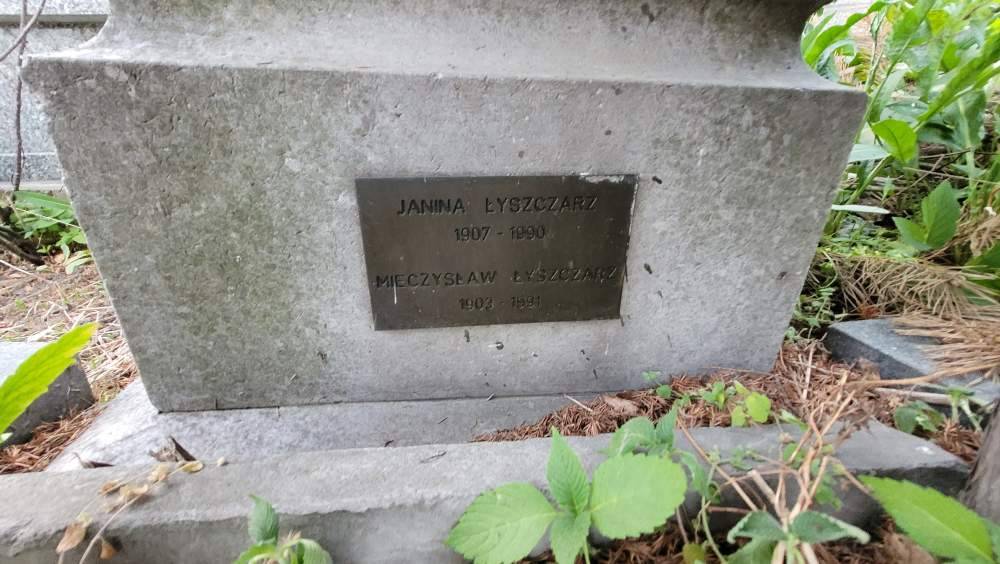 JANINA ŁYSZCZARZ
1907 - 1990
MIECZYSŁAW ŁYSZCZARZ
1903 - 1991